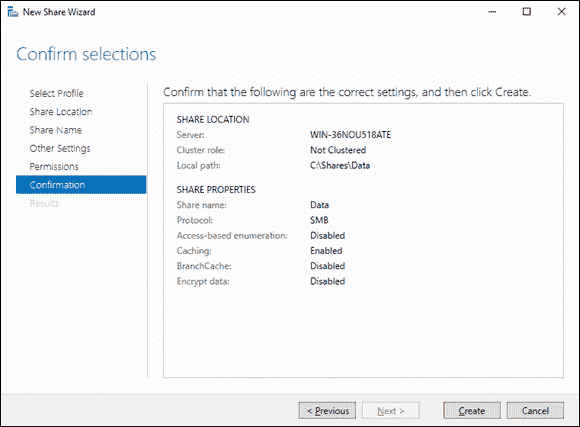 New Share Wizard
Confirm selections
Select Profile
Share Location
Share Name
Other Settings
Permissions
Confirmation
Results
Confirm that the following are the correct settings, and then click Create.
SHARE LOCATION
Server: WIN-36NOU518ATE
Cluster role: Not Clustered
Local path: C:\Shares\Data
SHARE PROPERTIES
Share name: Data
Protocol: SMB
Access-based enumeration: Disabled
Caching: Enabled
BranchCache: Disabled
Encrypt data: Disabled
< Previous Next > Create Cancel